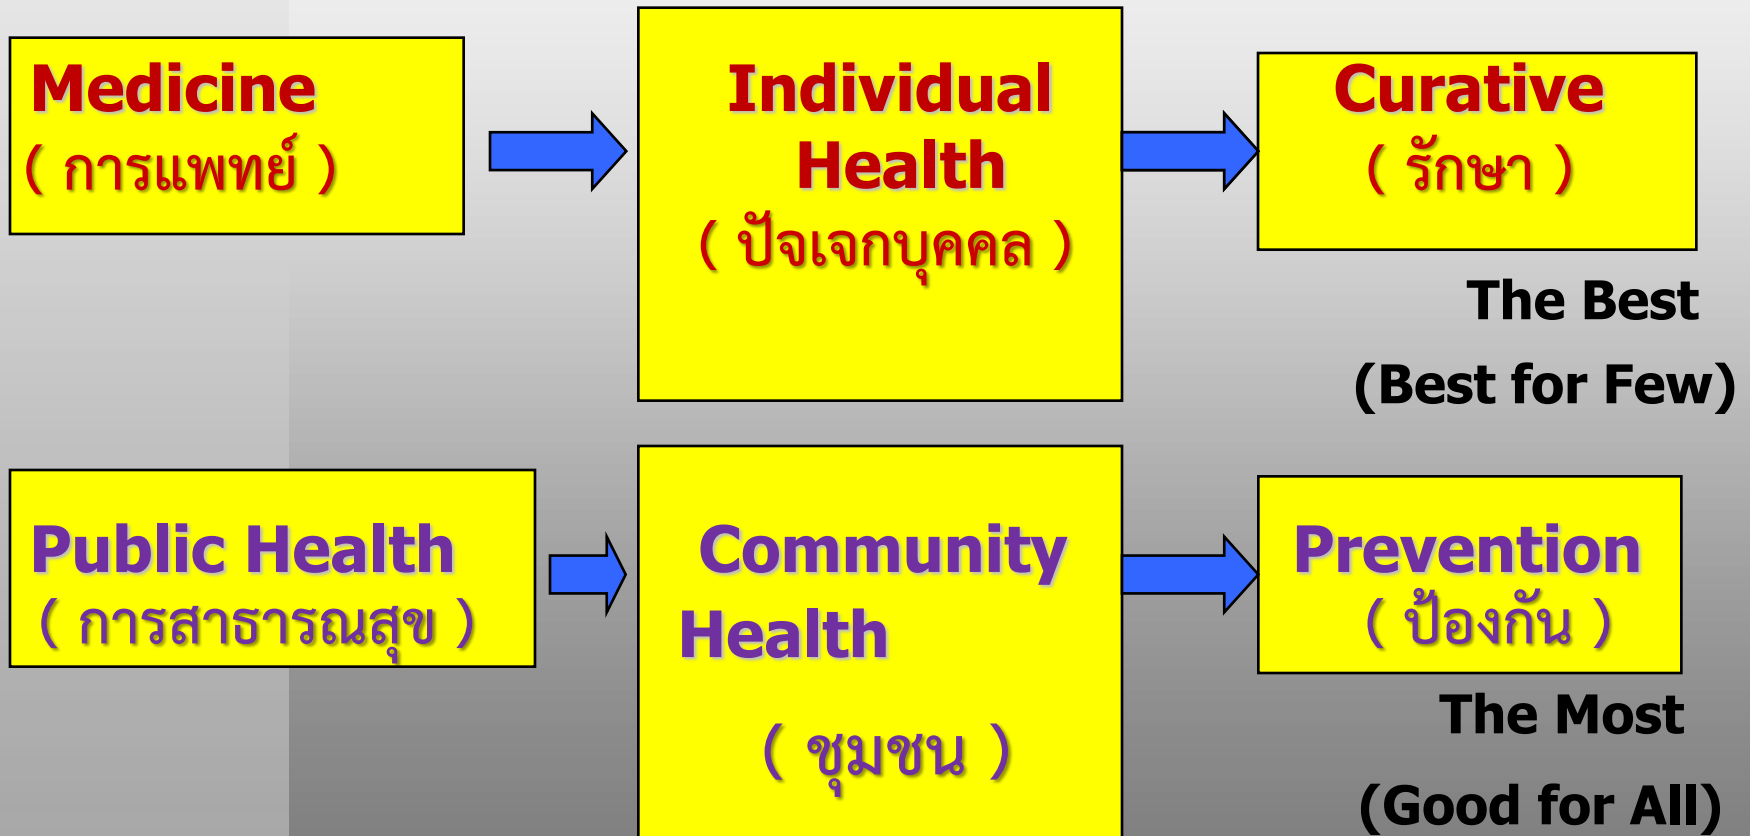 Medicine
( การแพทย์ )
Individual
Health
( ปัจเจกบุคคล )
Curative
( รักษา )
The Best
(Best for Few)
Public Health
( การสาธารณสุข )
Community
Health
( ชุมชน )
Prevention
( ป้องกัน )
The Most
(Good for All)